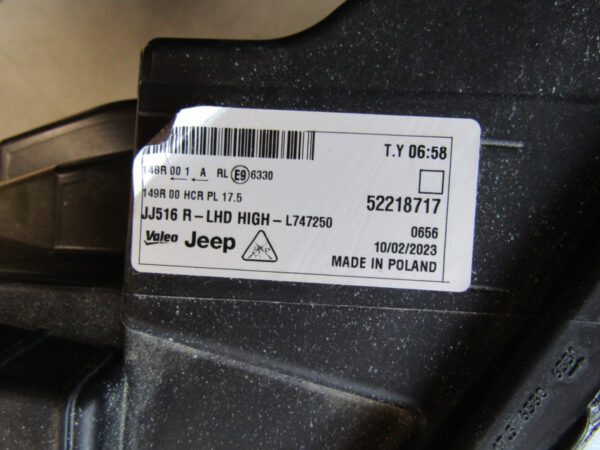 T.Y 06:58
148R 00 1 A RL E9 6330
149R 00 HCR PL 17.5
52218717
JJ516 R-LHD HIGH-L747250
0656
Valeo Jeep
10/02/2023
MADE IN POLAND
6330